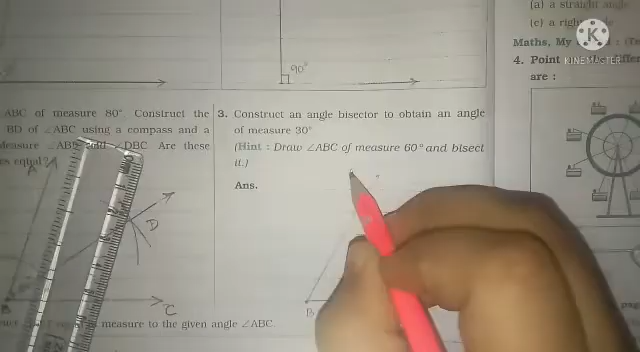 (a) a straight angle
(c) a right
Maths, My
KINEMASTER
4. Point
are :
90°
ABC of measure 80° Construct the
BD of ∠ABC using a compass and a
and ∠DBC Are these
equal?
A
D
B
C
measure to the given angle ∠ABC
3. Construct an angle bisector to obtain an angle
of measure 30°
(Hint : Draw ∠ABC of measure 60° and bisect
it.)
Ans.
B